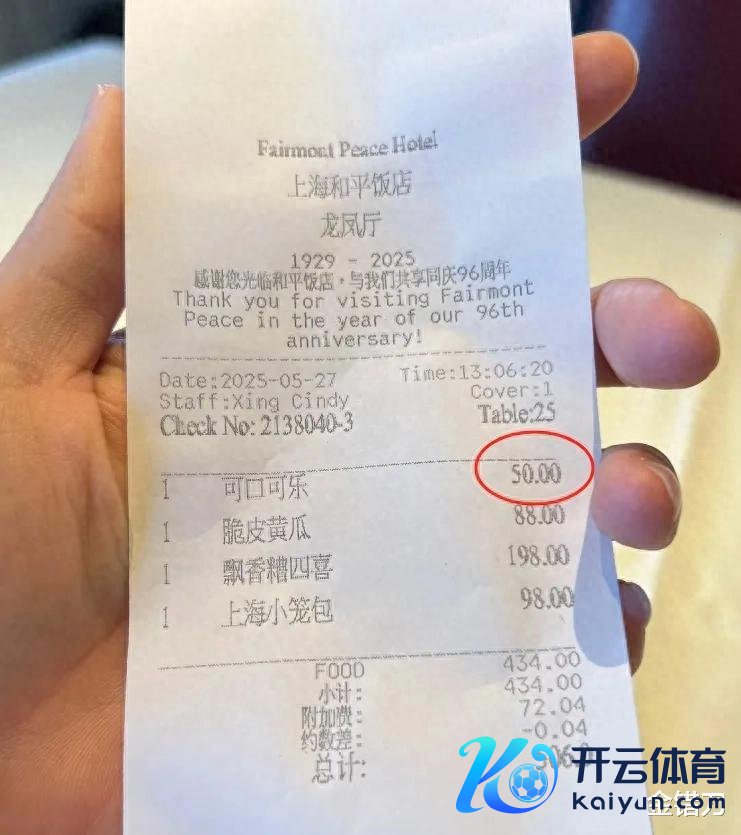 Fairmont Peace Hotel
上海和平饭店
龙凤厅
1929 - 2025
感谢您光临和平饭店，与我们共享同庆96周年
Thank you for visiting Fairmont
Peace in the year of our 96th
anniversary!
Date:2025-05-27 Time:13:06:20
Staff:Xing Cindy Cover:1
Check No: 2138040-3 Table:25
1 可口可乐 50.00
1 脆皮黄瓜 88.00
1 飘香糟四喜 198.00
1 上海小笼包 98.00
FOOD 434.00
小计: 434.00
附加费: 72.04
约数差: -0.04
总计:
开云体育
kaiyun.com